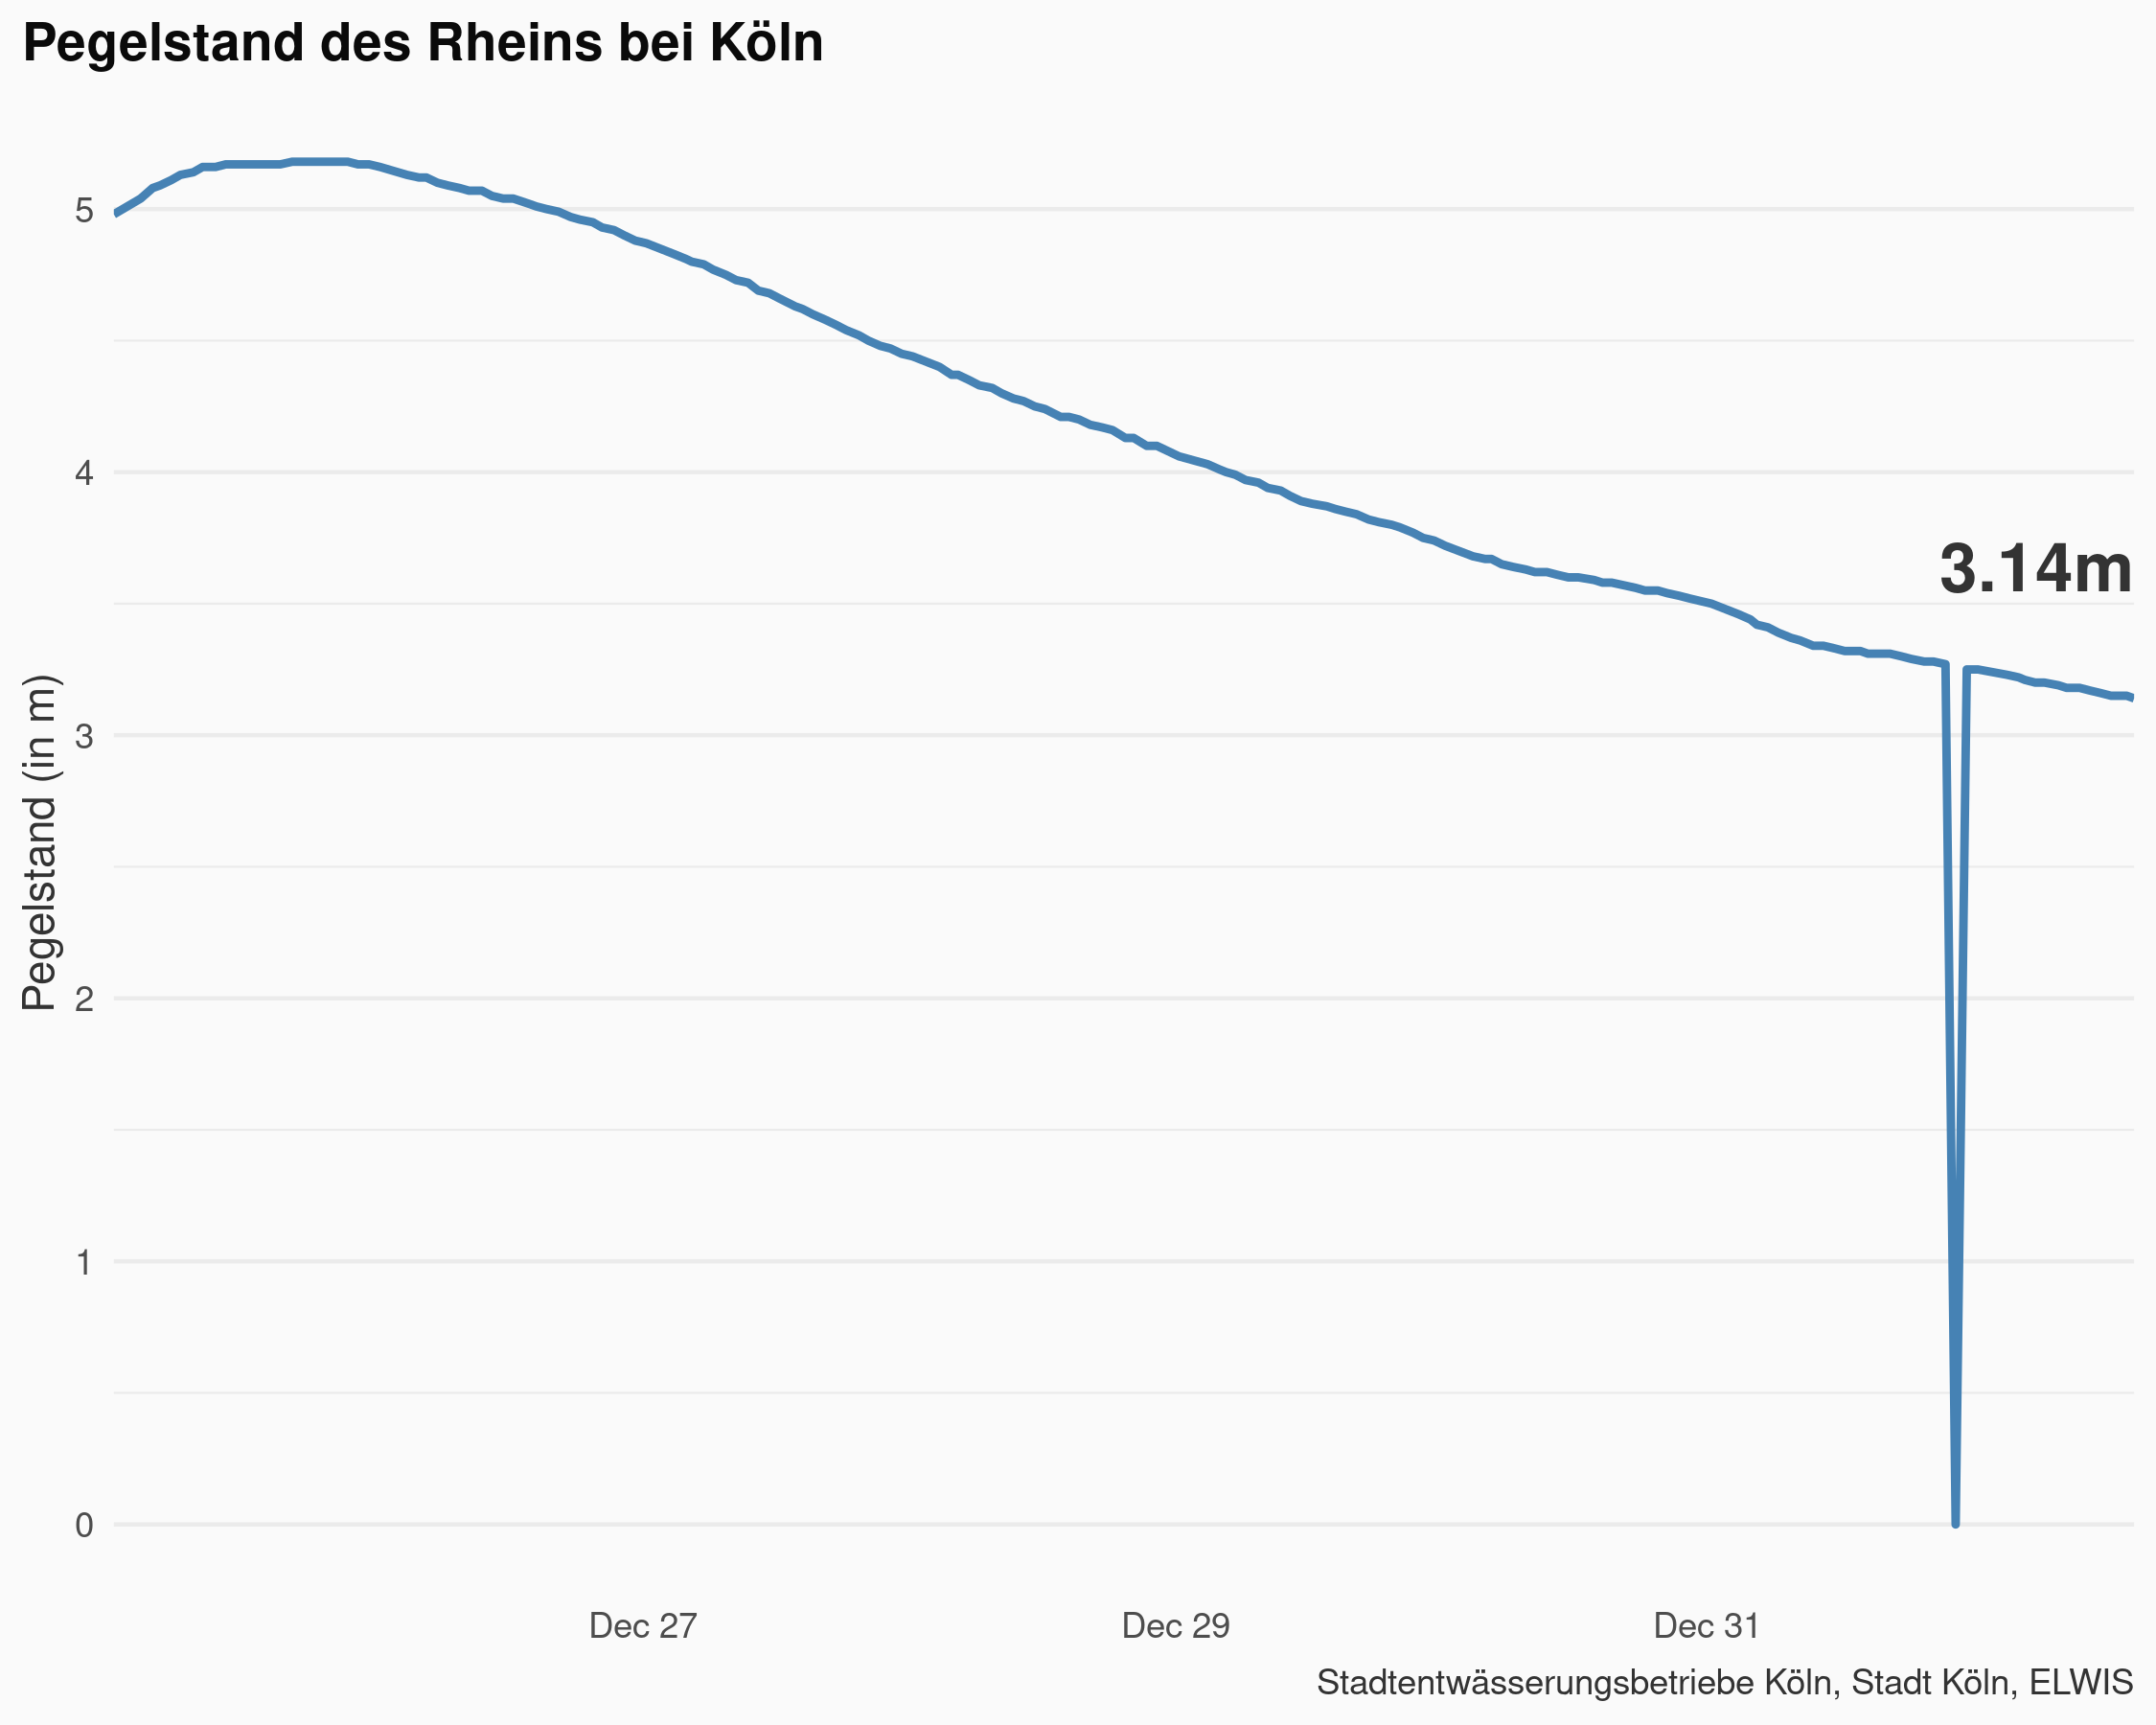 Pegelstand des Rheins bei Köln
Pegelstand (in m)
5
4
3
2
1
0
3.14m
Dec 27
Dec 29
Dec 31
Stadtentwässerungsbetriebe Köln, Stadt Köln, ELWIS